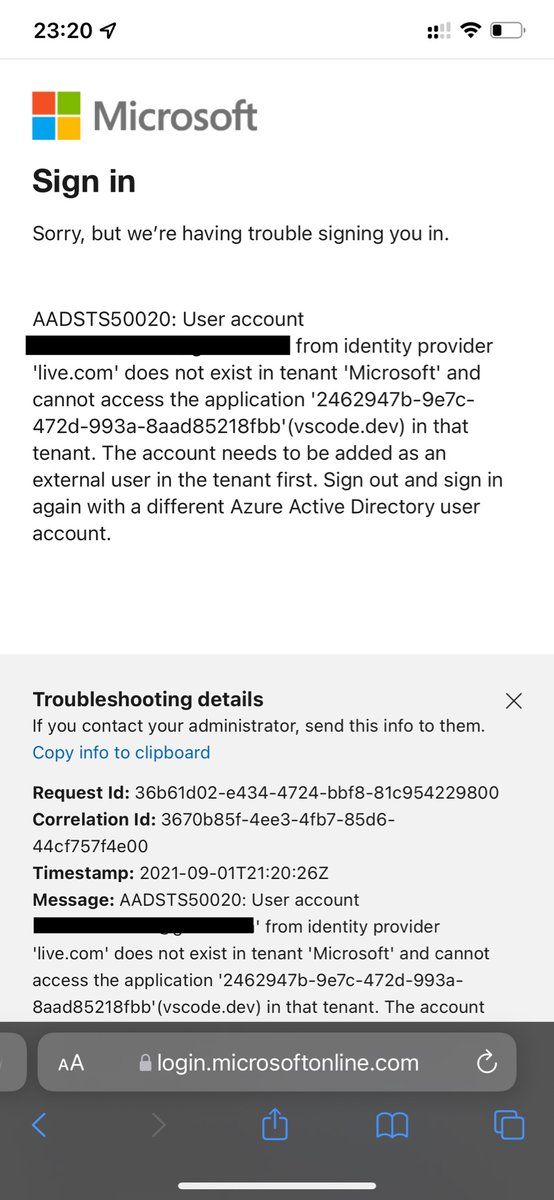 23:20
Microsoft
Sign in
Sorry, but we're having trouble signing you in.
AADSTS50020: User account
from identity provider
'live.com' does not exist in tenant 'Microsoft' and
cannot access the application '2462947b-9e7c-
472d-993a-8aad85218fbb'(vscode.dev) in that
tenant. The account needs to be added as an
external user in the tenant first. Sign out and sign in
again with a different Azure Active Directory user
account.
Troubleshooting details
If you contact your administrator, send this info to them.
Copy info to clipboard
Request Id: 36b61d02-e434-4724-bbf8-81c954229800
Correlation Id: 3670b85f-4ee3-4fb7-85d6-
44cf757f4e00
Timestamp: 2021-09-01T21:20:26Z
Message: AADSTS50020: User account
' from identity provider
'live.com' does not exist in tenant 'Microsoft' and cannot
access the application '2462947b-9e7c-472d-993a-
8aad85218fbb'(vscode.dev) in that tenant. The account
AA login.microsoftonline.com